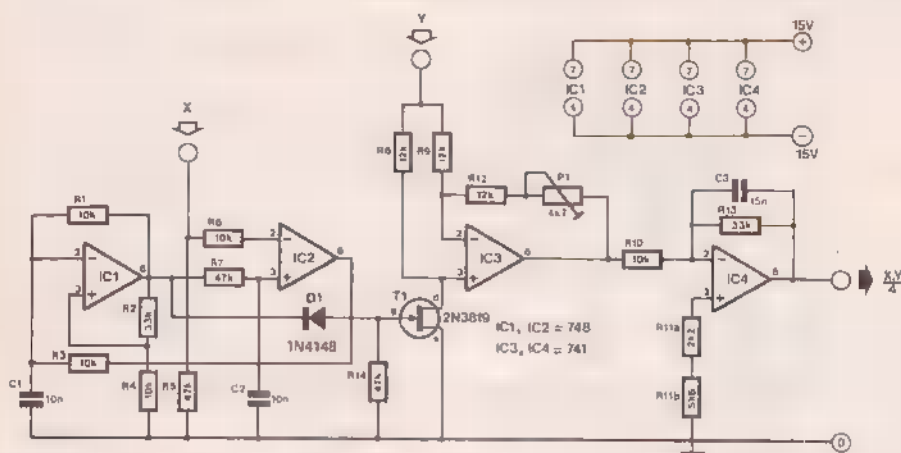 X
Y
15V
+
7
7
7
7
IC1
IC2
IC3
IC4
4
4
4
4
−
15V
R1
10k
R6
10k
R7
47k
2
3
6
IC1
R2
3.3k
R3
10k
R4
10k
R5
47k
C1
10n
C2
10n
2
3
6
IC2
D1
1N4148
R14
47k
T1
g
d
s
2N3819
R8
12k
R9
12k
R12
12k
P1
4k7
2
3
6
IC3
IC1, IC2 = 748
IC3, IC4 = 741
R10
10k
C3
15n
R13
33k
2
3
6
IC4
R11a
2k2
R11b
5k6
X.Y
4
0